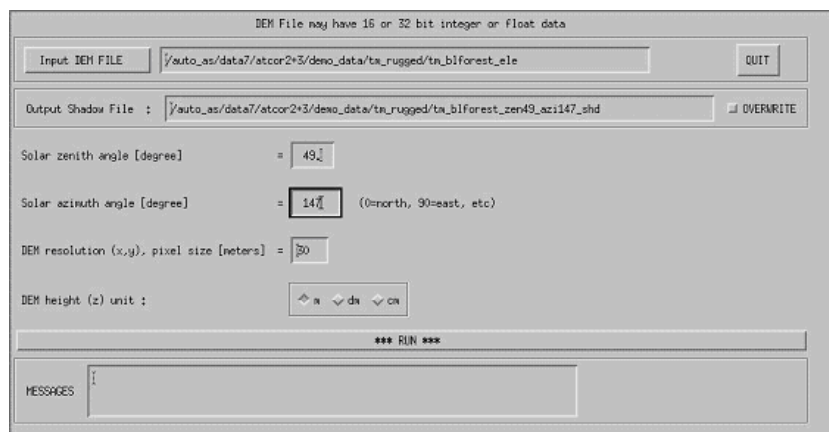 DEM File may have 16 or 32 bit integer or float data
Input DEM FILE /auto_as/data7/atcor2+3/demo_data/tm_rugged/tm_blforest_ele QUIT
Output Shadow File : /auto_as/data7/atcor2+3/demo_data/tm_rugged/tm_blforest_zen49_azi147_shd OVERWRITE
Solar zenith angle [degree] = 49.
Solar azimuth angle [degree] = 147 (0=north, 90=east, etc)
DEM resolution (x,y), pixel size [meters] = 30
DEM height (z) unit : m dm cm
*** RUN ***
MESSAGES